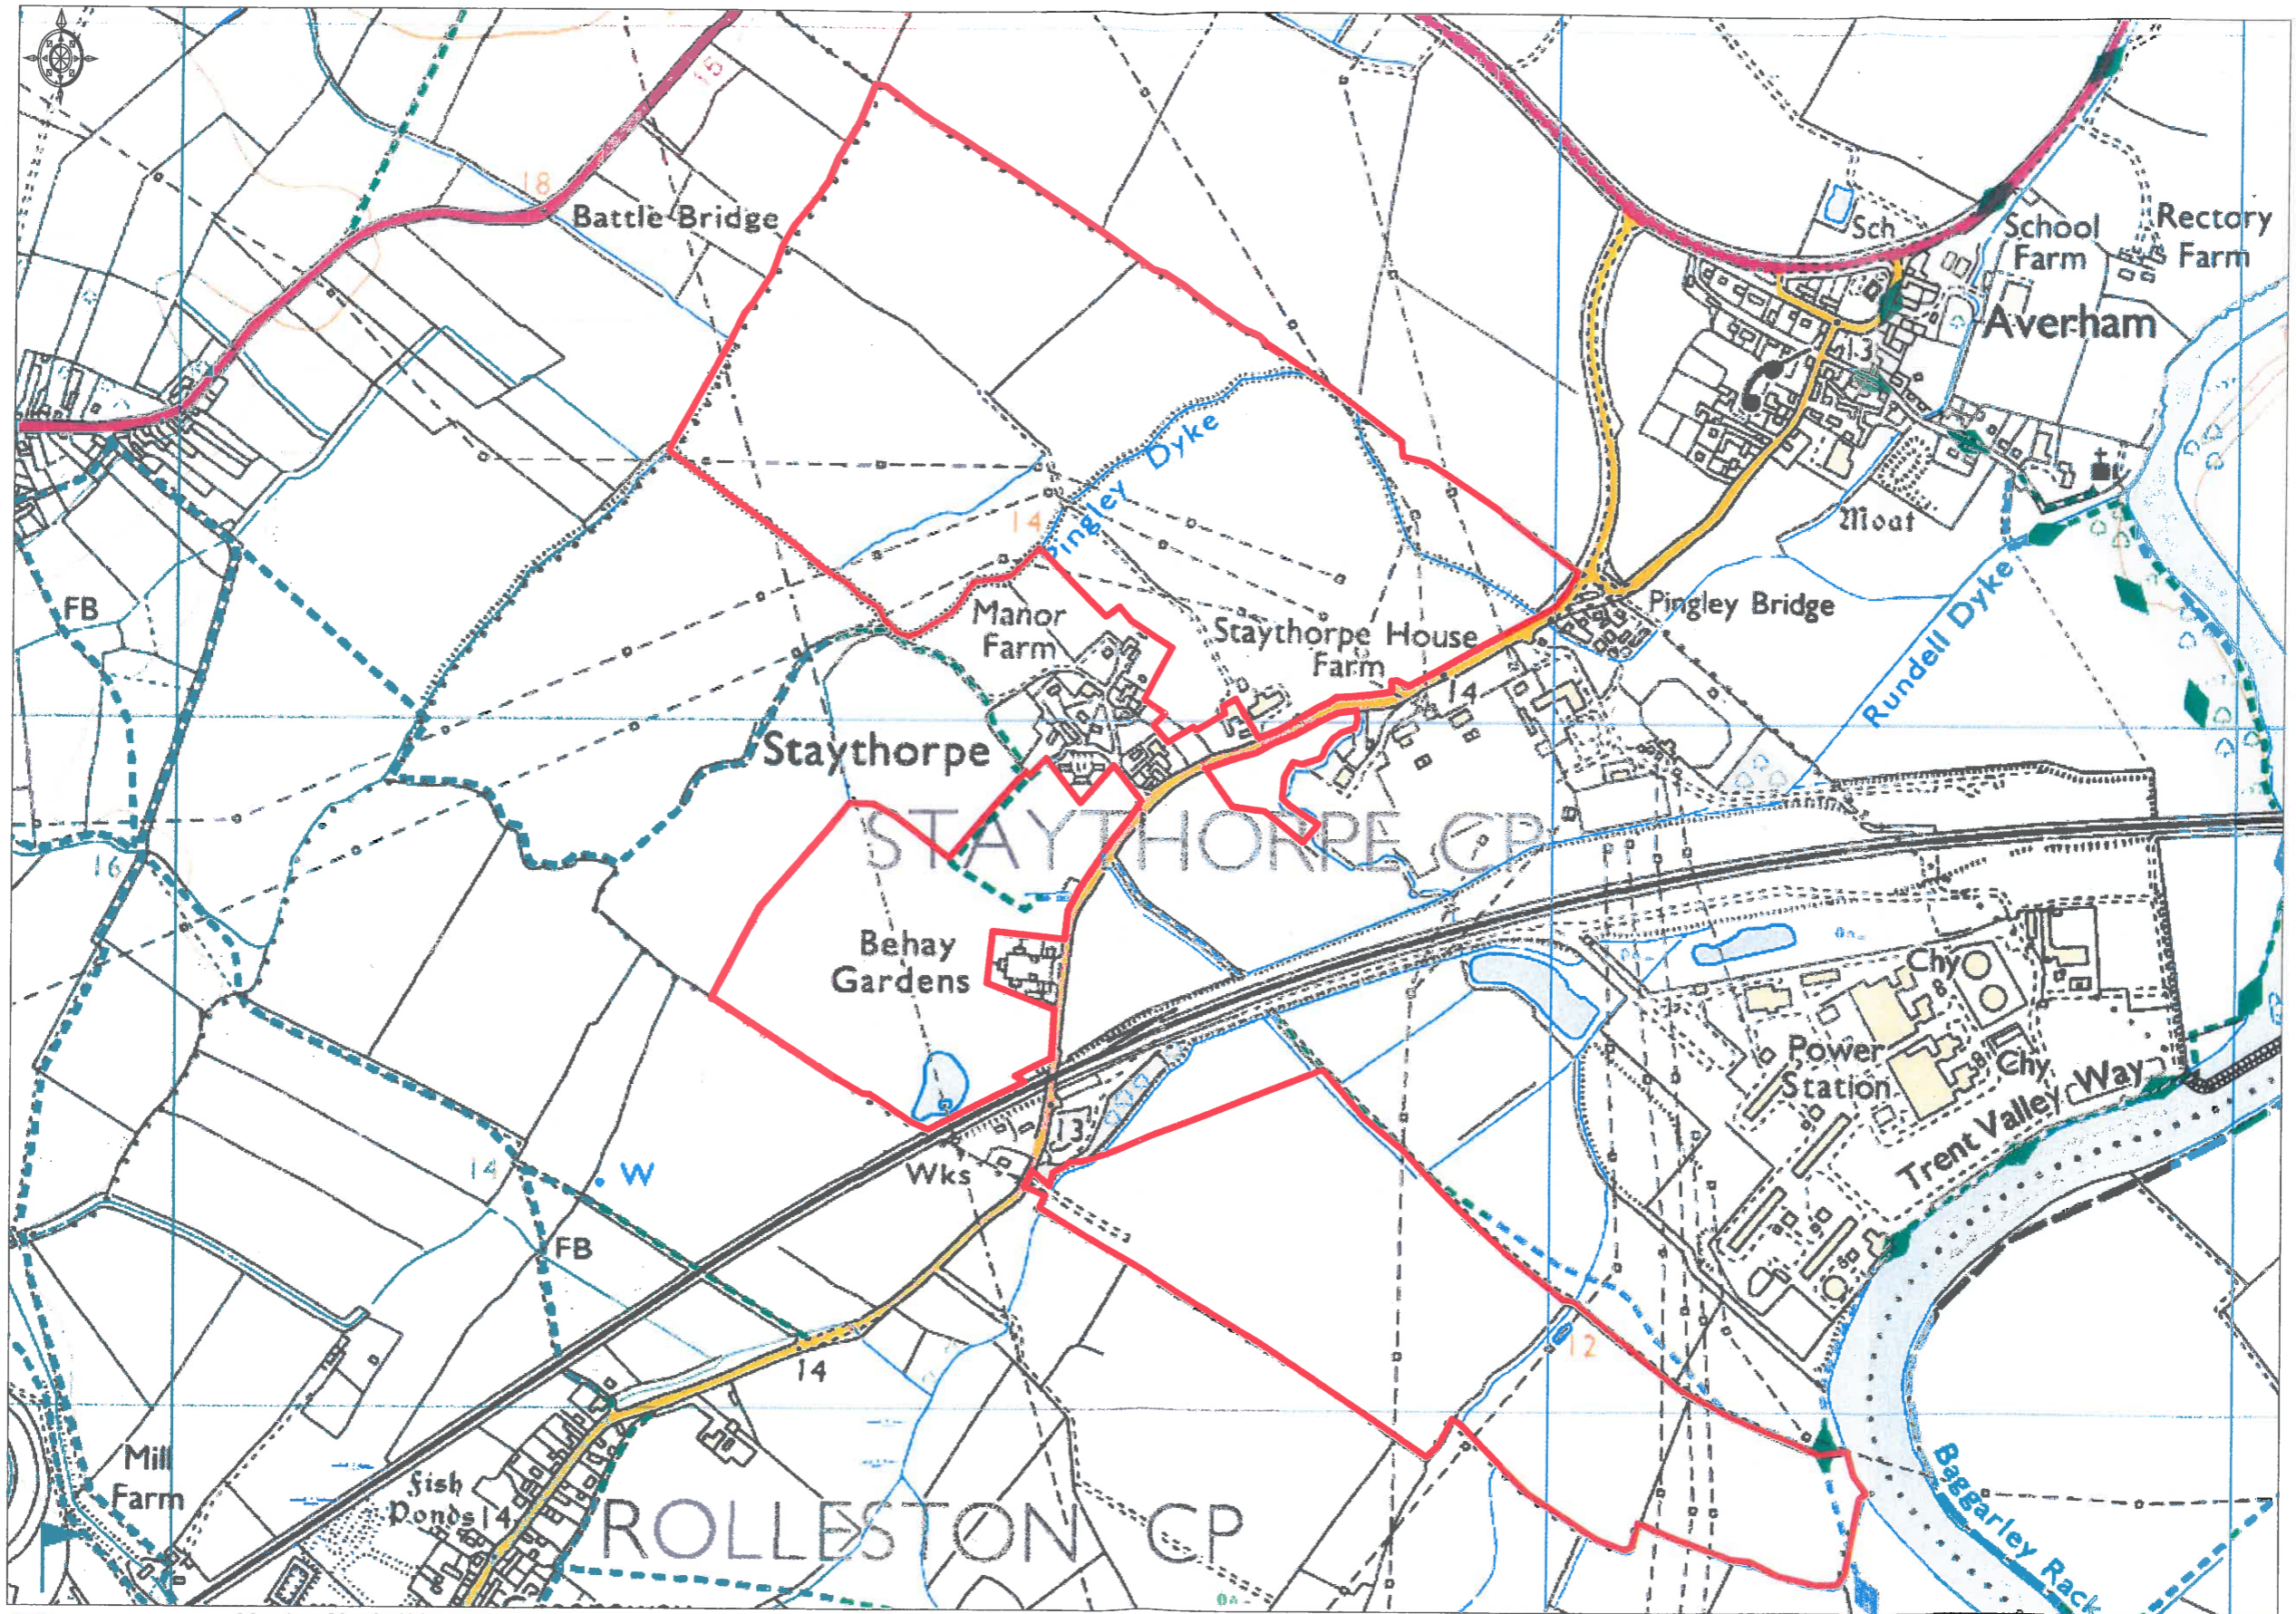 15
18
Battle Bridge
Sch
School
Farm
Rectory
Farm
Averham
13
Pingley Dyke
14
Moat
FB
Manor
Farm
Staythorpe House
Farm
Pingley Bridge
14
Rundell Dyke
Staythorpe
STAYTHORPE CP
16
Behay
Gardens
Chy
Power
Station
Chy
Trent Valley Way
13
14
W
Wks
FB
12
14
Mill
Farm
Fish
Ponds
14
ROLLESTON CP
Baggarley Rack